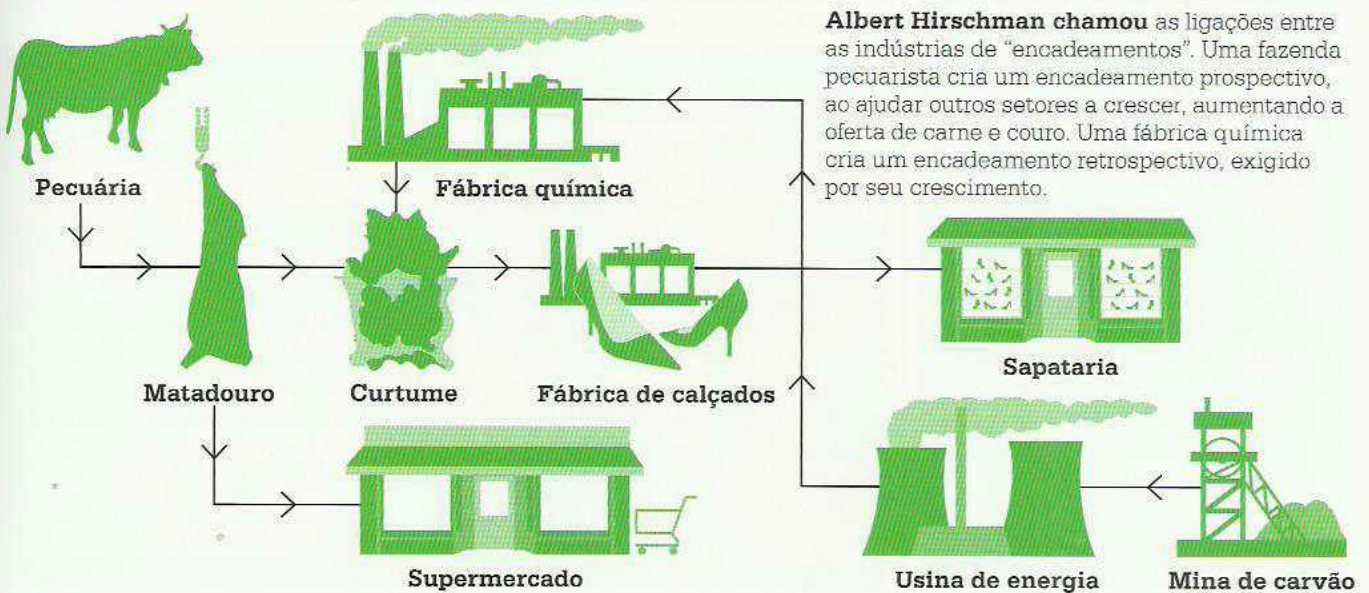 Albert Hirschman chamou as ligações entre
as indústrias de “encadeamentos”. Uma fazenda
pecuarista cria um encadeamento prospectivo,
ao ajudar outros setores a crescer, aumentando a
oferta de carne e couro. Uma fábrica química
cria um encadeamento retrospectivo, exigido
por seu crescimento.
Pecuária
Fábrica química
Matadouro
Curtume
Fábrica de calçados
Sapataria
Supermercado
Usina de energia
Mina de carvão